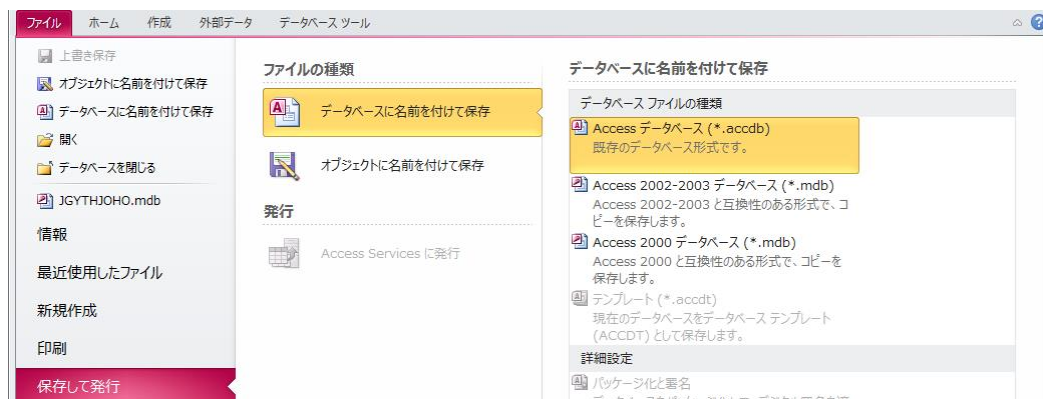 ファイル ホーム 作成 外部データ データベース ツール
上書き保存
オブジェクトに名前を付けて保存
データベースに名前を付けて保存
開く
データベースを閉じる
JGYTHJOHO.mdb
情報
最近使用したファイル
新規作成
印刷
保存して発行
ファイルの種類
データベースに名前を付けて保存
オブジェクトに名前を付けて保存
発行
Access Services に発行
データベースに名前を付けて保存
データベース ファイルの種類
Access データベース (*.accdb)
既存のデータベース形式です。
Access 2002-2003 データベース (*.mdb)
Access 2002-2003 と互換性のある形式で、コ
ピーを保存します。
Access 2000 データベース (*.mdb)
Access 2000 と互換性のある形式で、コピーを
保存します。
テンプレート (*.accdt)
現在のデータベースをデータベース テンプレート
(ACCDT) として保存します。
詳細設定
パッケージ化と署名